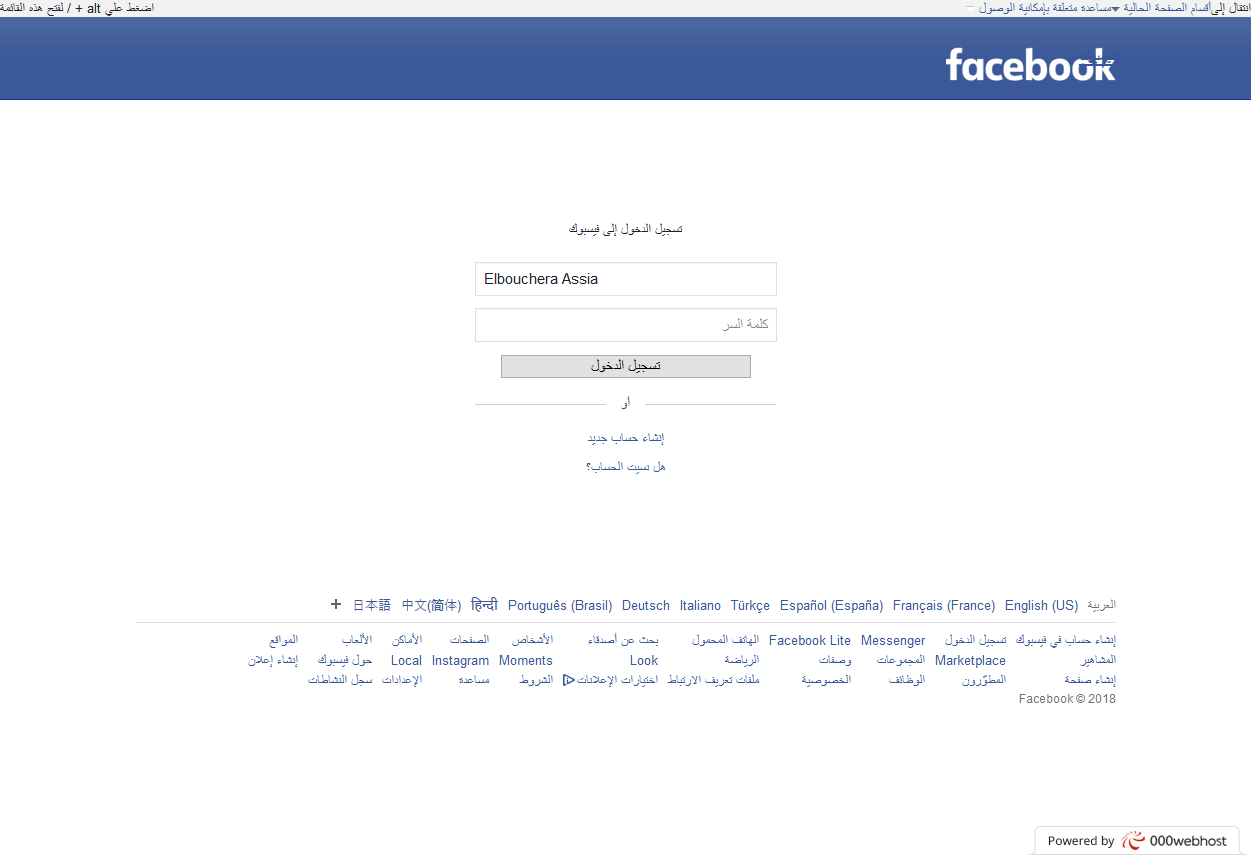 انتقال إلى أقسام الصفحة الحالية مساعدة متعلقة بإمكانية الوصول اضغط على alt + / لفتح هذه القائمة
facebook
تسجيل الدخول إلى فيسبوك
Elbouchera Assia
كلمة السر
تسجيل الدخول
أو
إنشاء حساب جديد
هل نسيت الحساب؟
العربية English (US) Français (France) Español (España) Türkçe Italiano Deutsch Português (Brasil) हिन्दी 中文(简体) 日本語 +
إنشاء حساب في فيسبوك تسجيل الدخول Messenger Facebook Lite الهاتف المحمول بحث عن أصدقاء الأشخاص الصفحات الأماكن الألعاب المواقع
المشاهير Marketplace المجموعات وصفات الرياضة Look Moments Instagram Local حول فيسبوك إنشاء إعلان
إنشاء صفحة المطوّرون الوظائف الخصوصية ملفات تعريف الارتباط اختيارات الإعلانات الشروط مساعدة الإعدادات سجل النشاطات
Facebook © 2018
Powered by 000webhost